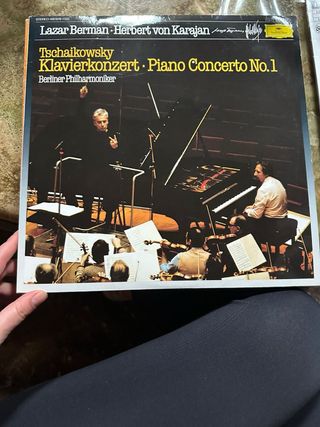 Lazar Berman · Herbert von Karajan
Tschaikowsky
Klavierkonzert · Piano Concerto No.1
Berliner Philharmoniker